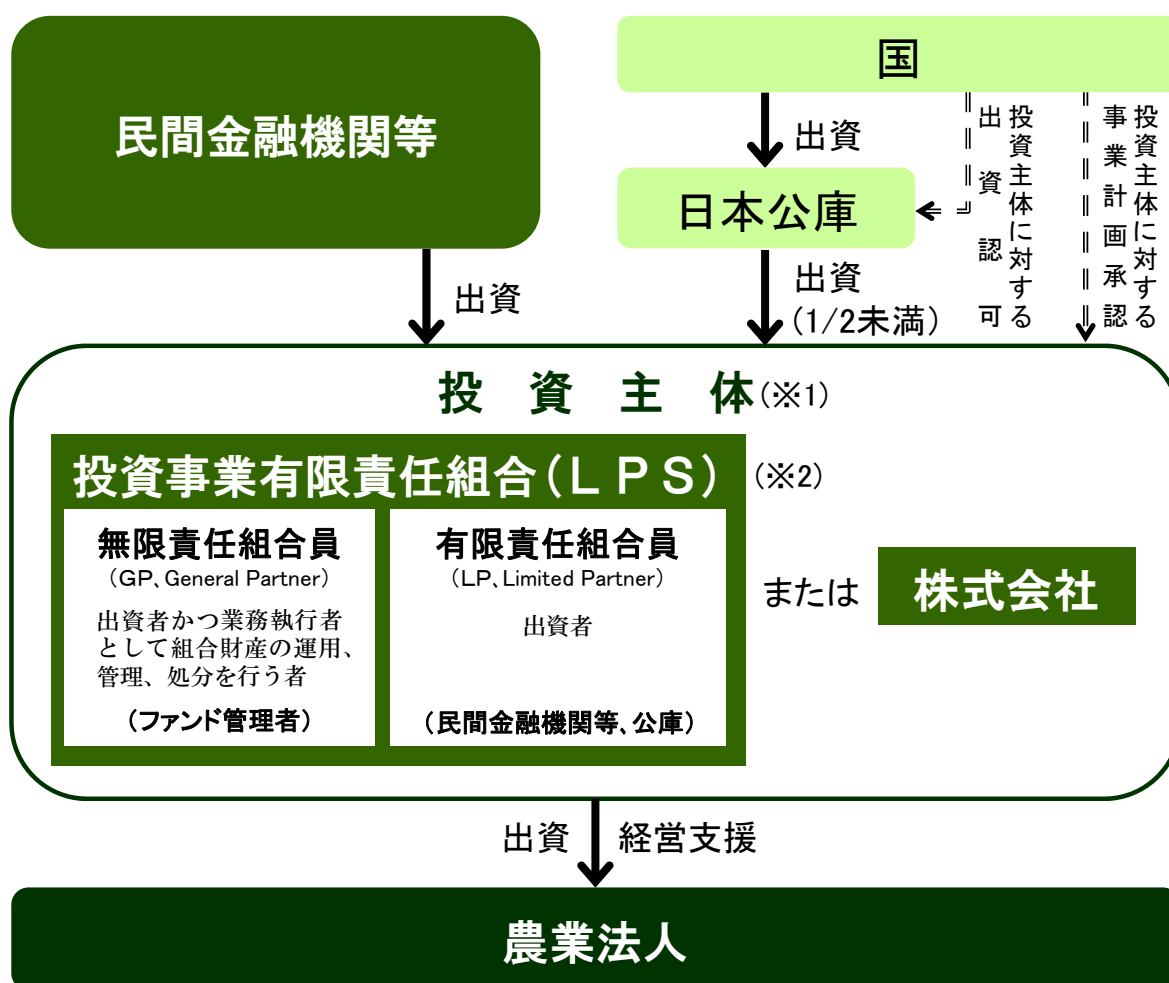 民間金融機関等
国
出資
投資主体に対する
出資認可
投資主体に対する
事業計画承認
日本公庫
出資
出資
(1/2未満)
投資主体(※1)
投資事業有限責任組合(LPS)
(※2)
無限責任組合員
(GP、General Partner)
出資者かつ業務執行者
として組合財産の運用、
管理、処分を行う者
(ファンド管理者)
有限責任組合員
(LP、Limited Partner)
出資者
(民間金融機関等、公庫)
または
株式会社
出資
経営支援
農業法人